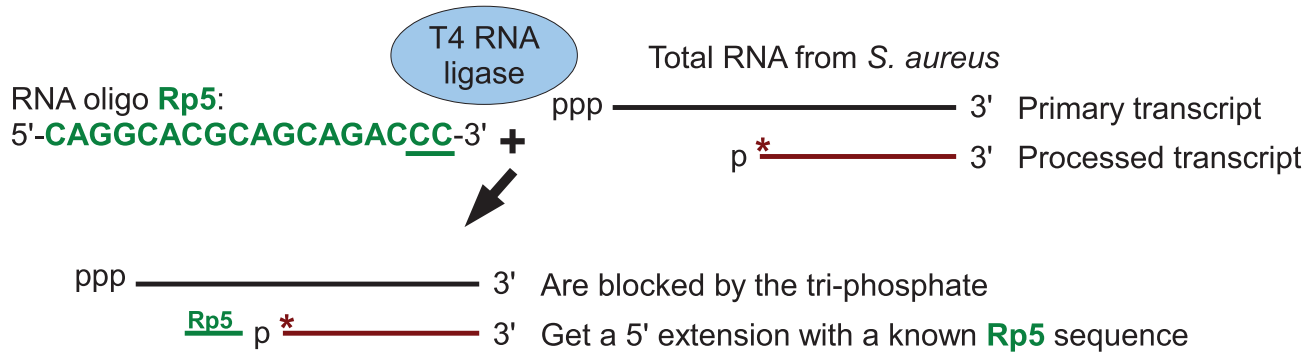 T4 RNA
ligase
Total RNA from S. aureus
RNA oligo Rp5:
5'-CAGGCACGCAGCAGACCC-3' +
ppp 3' Primary transcript
p * 3' Processed transcript
ppp 3' Are blocked by the tri-phosphate
Rp5 p * 3' Get a 5' extension with a known Rp5 sequence